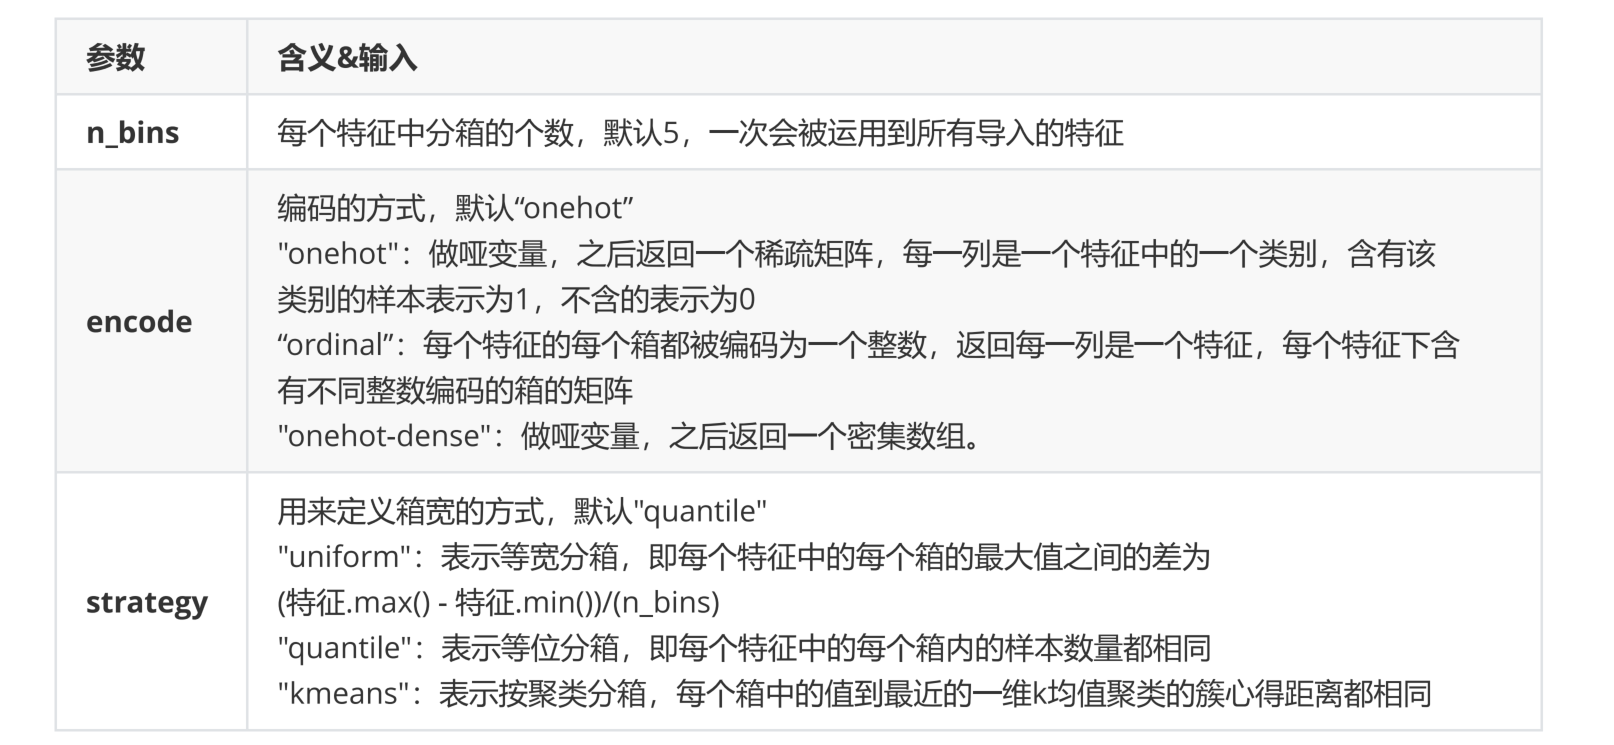 参数
含义&输入
n_bins
每个特征中分箱的个数，默认5，一次会被运用到所有导入的特征
encode
编码的方式，默认“onehot”
"onehot"：做哑变量，之后返回一个稀疏矩阵，每一列是一个特征中的一个类别，含有该
类别的样本表示为1，不含的表示为0
“ordinal”：每个特征的每个箱都被编码为一个整数，返回每一列是一个特征，每个特征下含
有不同整数编码的箱的矩阵
"onehot-dense"：做哑变量，之后返回一个密集数组。
strategy
用来定义箱宽的方式，默认"quantile"
"uniform"：表示等宽分箱，即每个特征中的每个箱的最大值之间的差为
(特征.max() - 特征.min())/(n_bins)
"quantile"：表示等位分箱，即每个特征中的每个箱内的样本数量都相同
"kmeans"：表示按聚类分箱，每个箱中的值到最近的一维k均值聚类的簇心得距离都相同